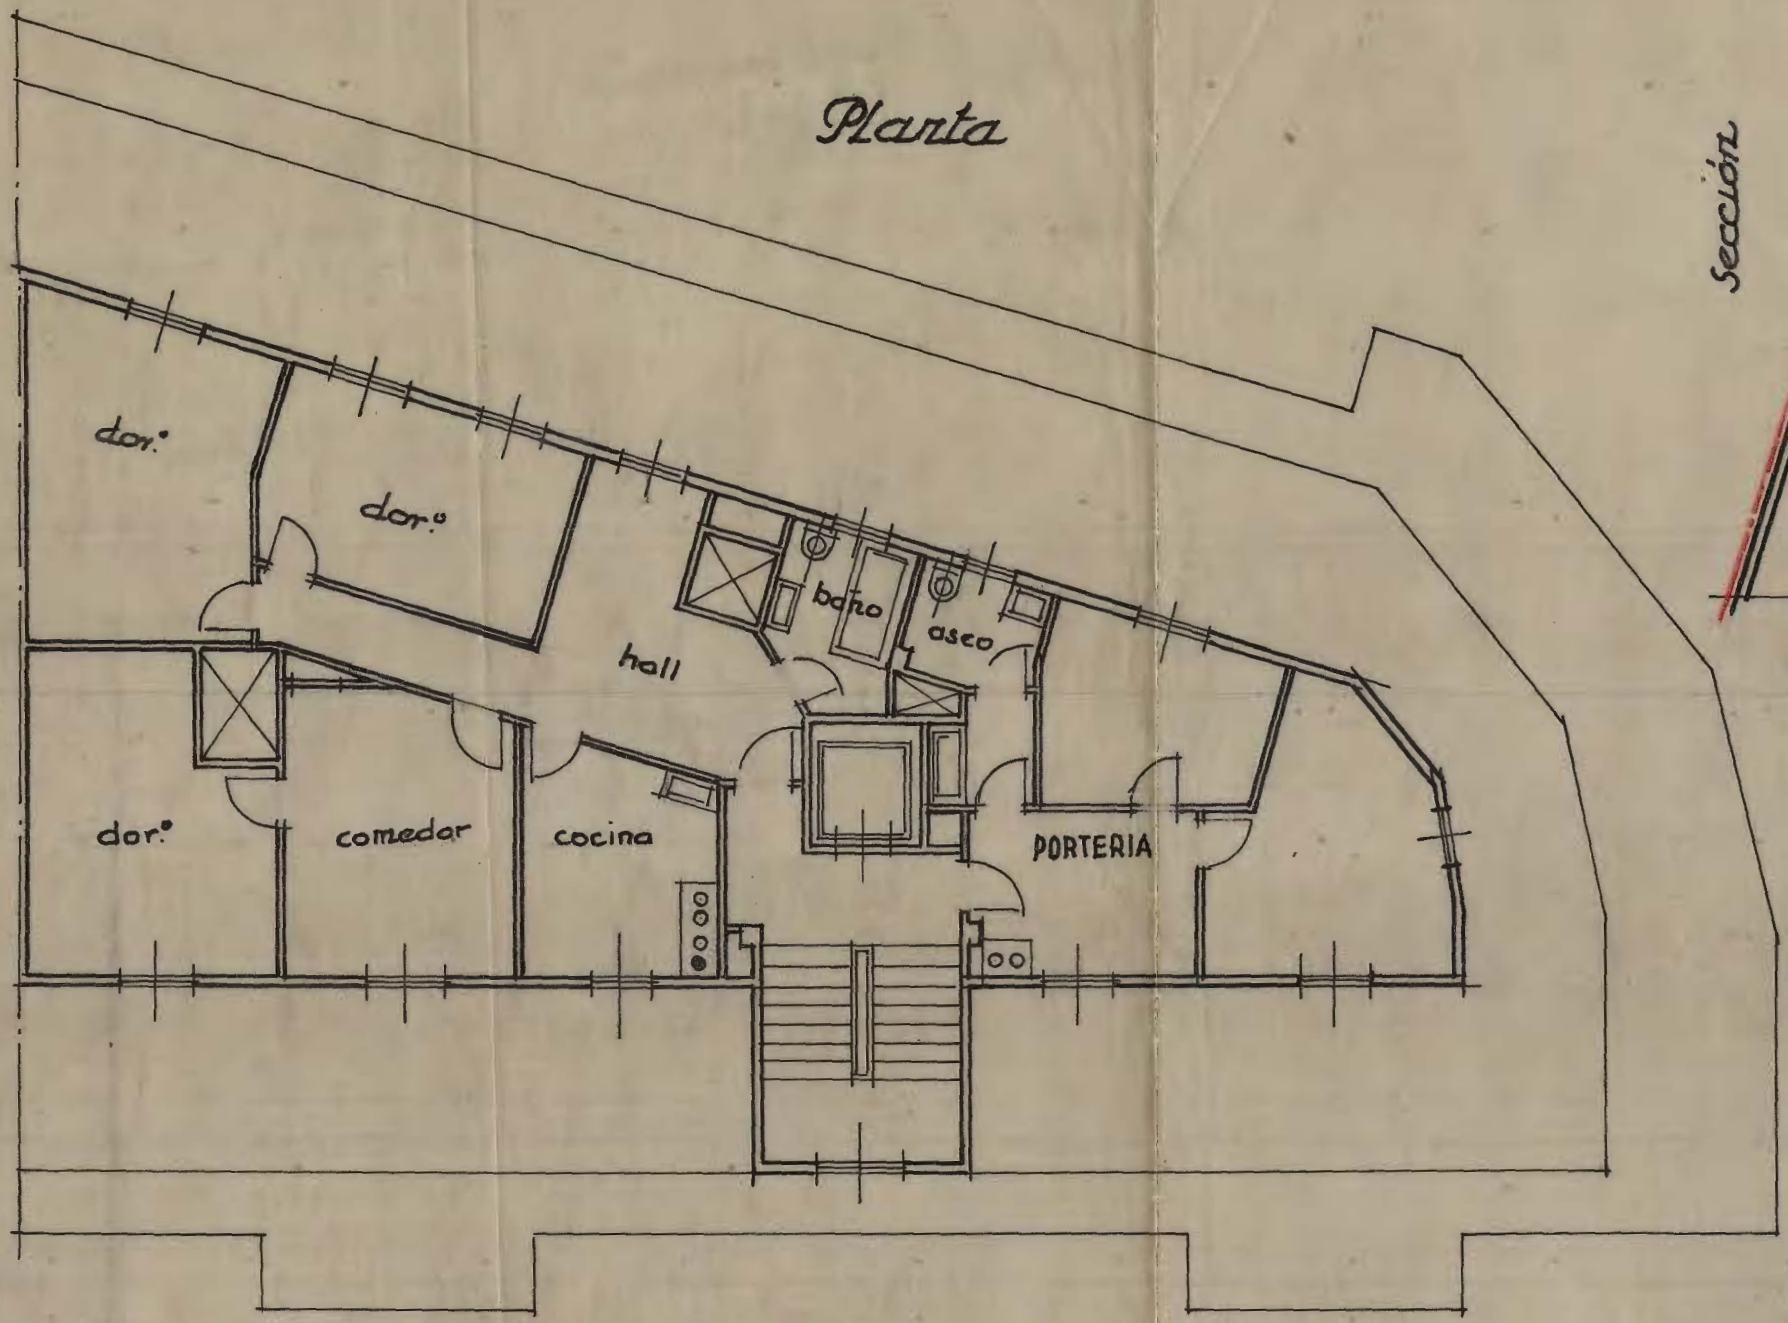 Planta
Sección
dor.º
dor.º
baño
aseo
hall
dor.º
comedor
cocina
PORTERIA